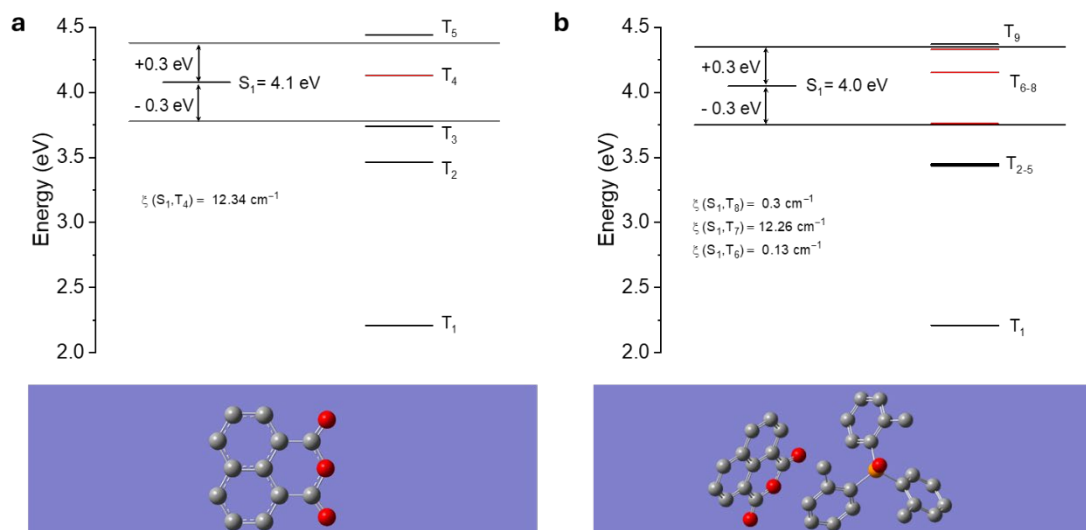 a
Energy (eV)
4.5
4.0
3.5
3.0
2.5
2.0
+0.3 eV
- 0.3 eV
S₁= 4.1 eV
T₅
T₄
T₃
T₂
T₁
ξ (S₁,T₄) = 12.34 cm⁻¹
b
Energy (eV)
4.5
4.0
3.5
3.0
2.5
2.0
+0.3 eV
- 0.3 eV
S₁= 4.0 eV
T₉
T₆₋₈
T₂₋₅
T₁
ξ (S₁,T₈) = 0.3 cm⁻¹
ξ (S₁,T₇) = 12.26 cm⁻¹
ξ (S₁,T₆) = 0.13 cm⁻¹